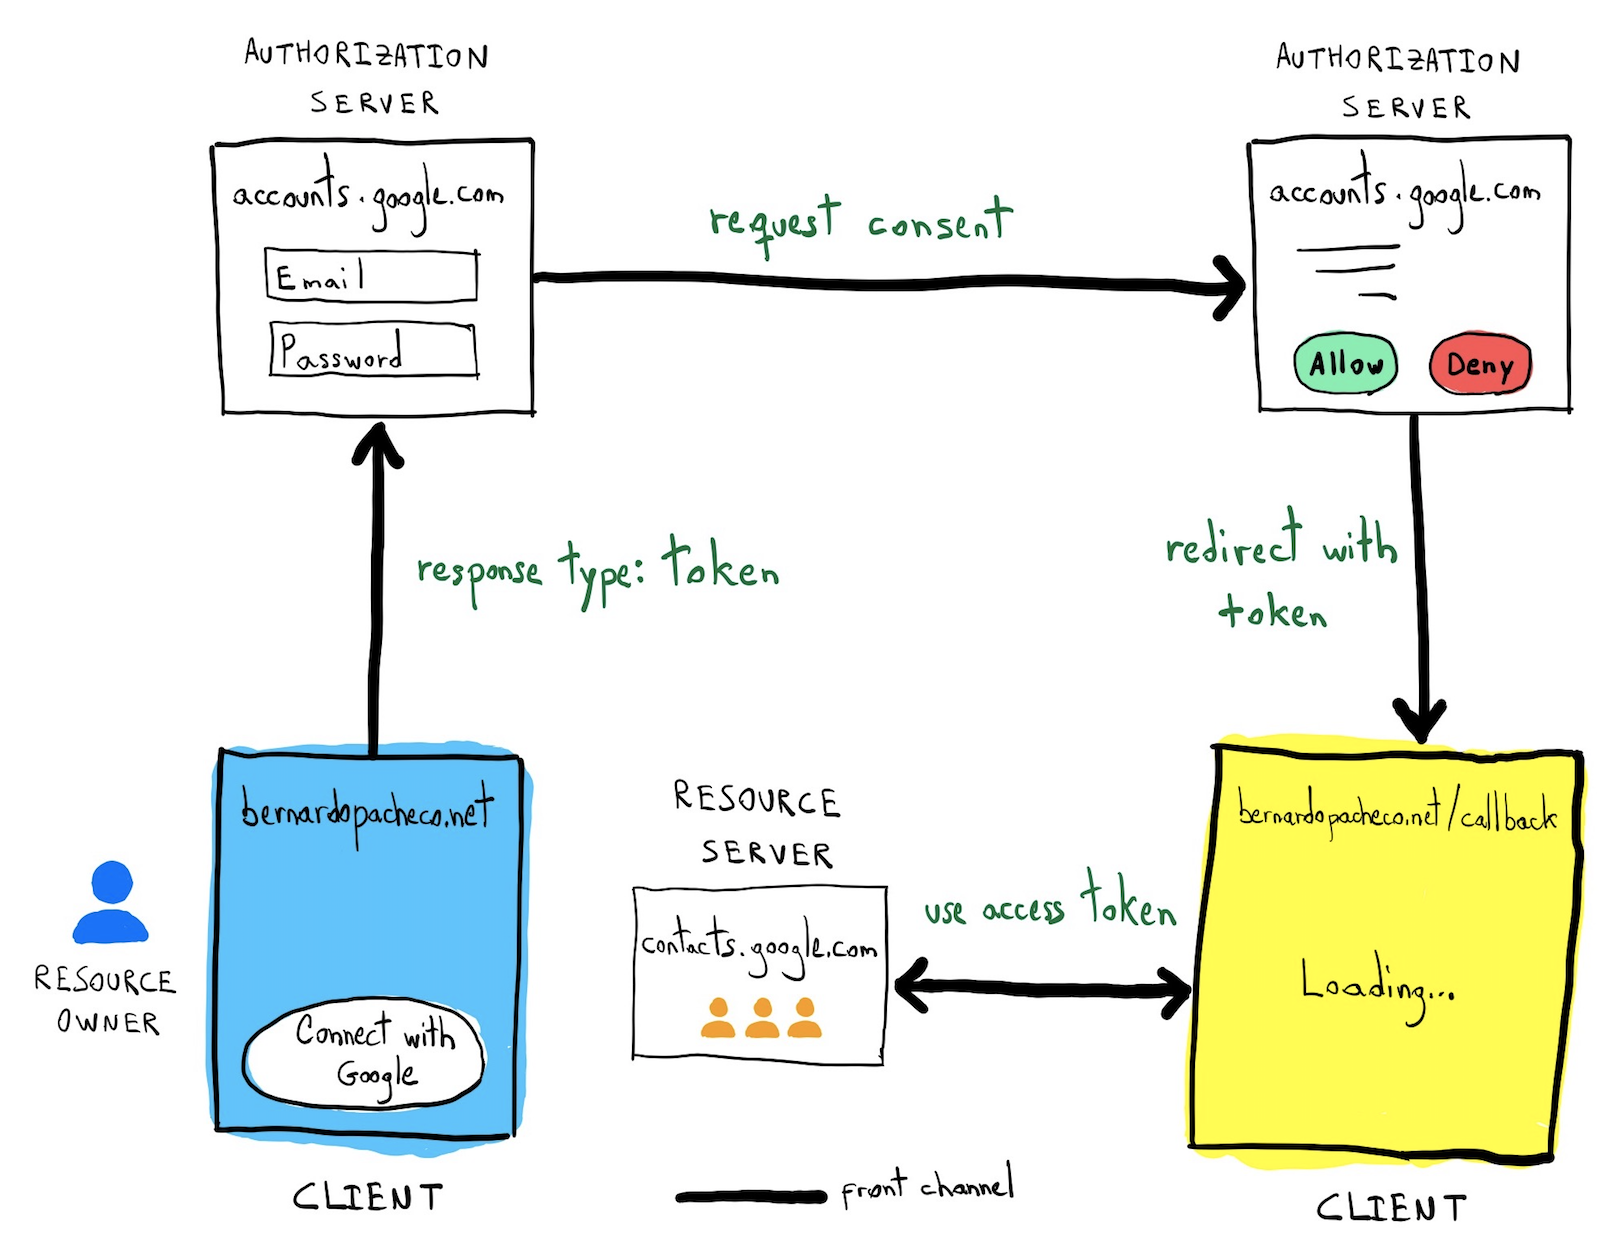 AUTHORIZATION
SERVER
accounts.google.com
Email
Password
request consent
AUTHORIZATION
SERVER
accounts.google.com
Allow
Deny
response type: token
redirect with
token
bernardopacheco.net
Connect with
Google
CLIENT
RESOURCE
OWNER
RESOURCE
SERVER
contacts.google.com
use access token
bernardopacheco.net/callback
Loading...
CLIENT
front channel